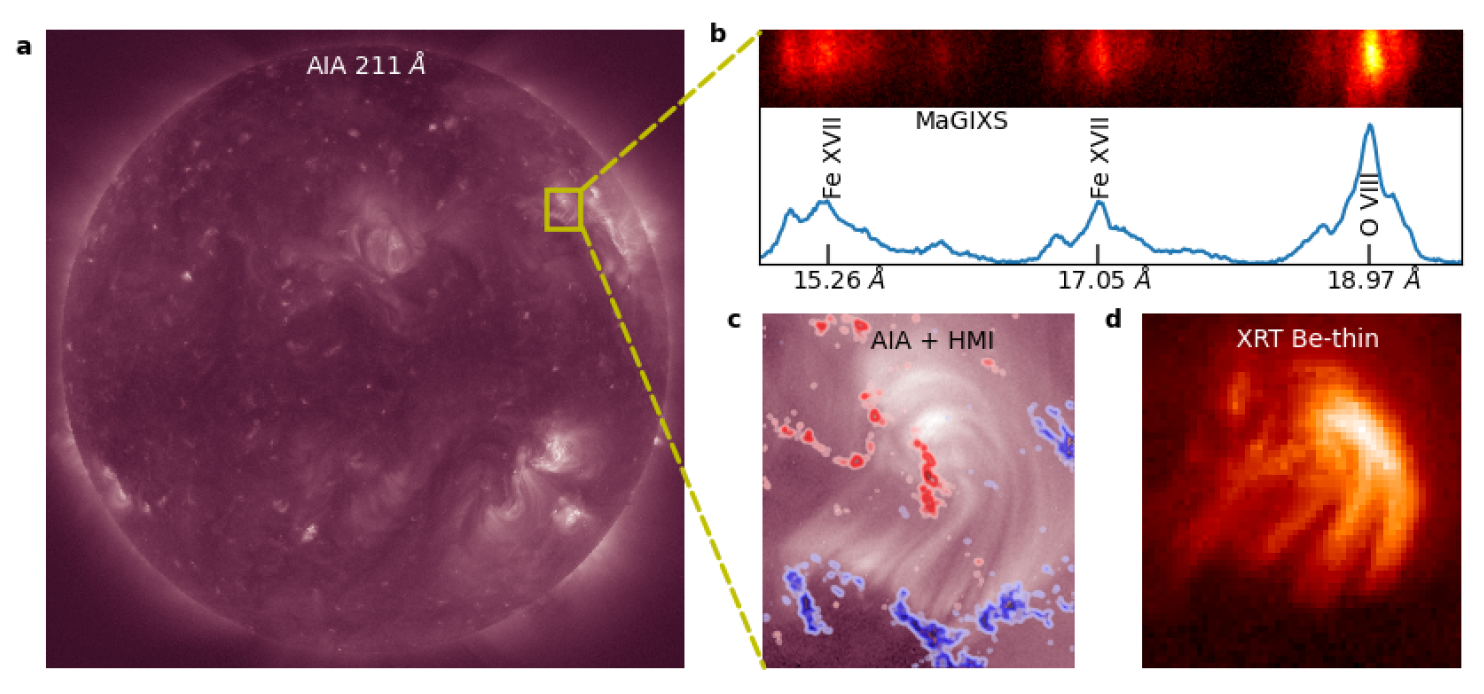 a
AIA 211 Å
b
MaGIXS
Fe XVII
Fe XVII
O VIII
15.26 Å
17.05 Å
18.97 Å
c
AIA + HMI
d
XRT Be-thin